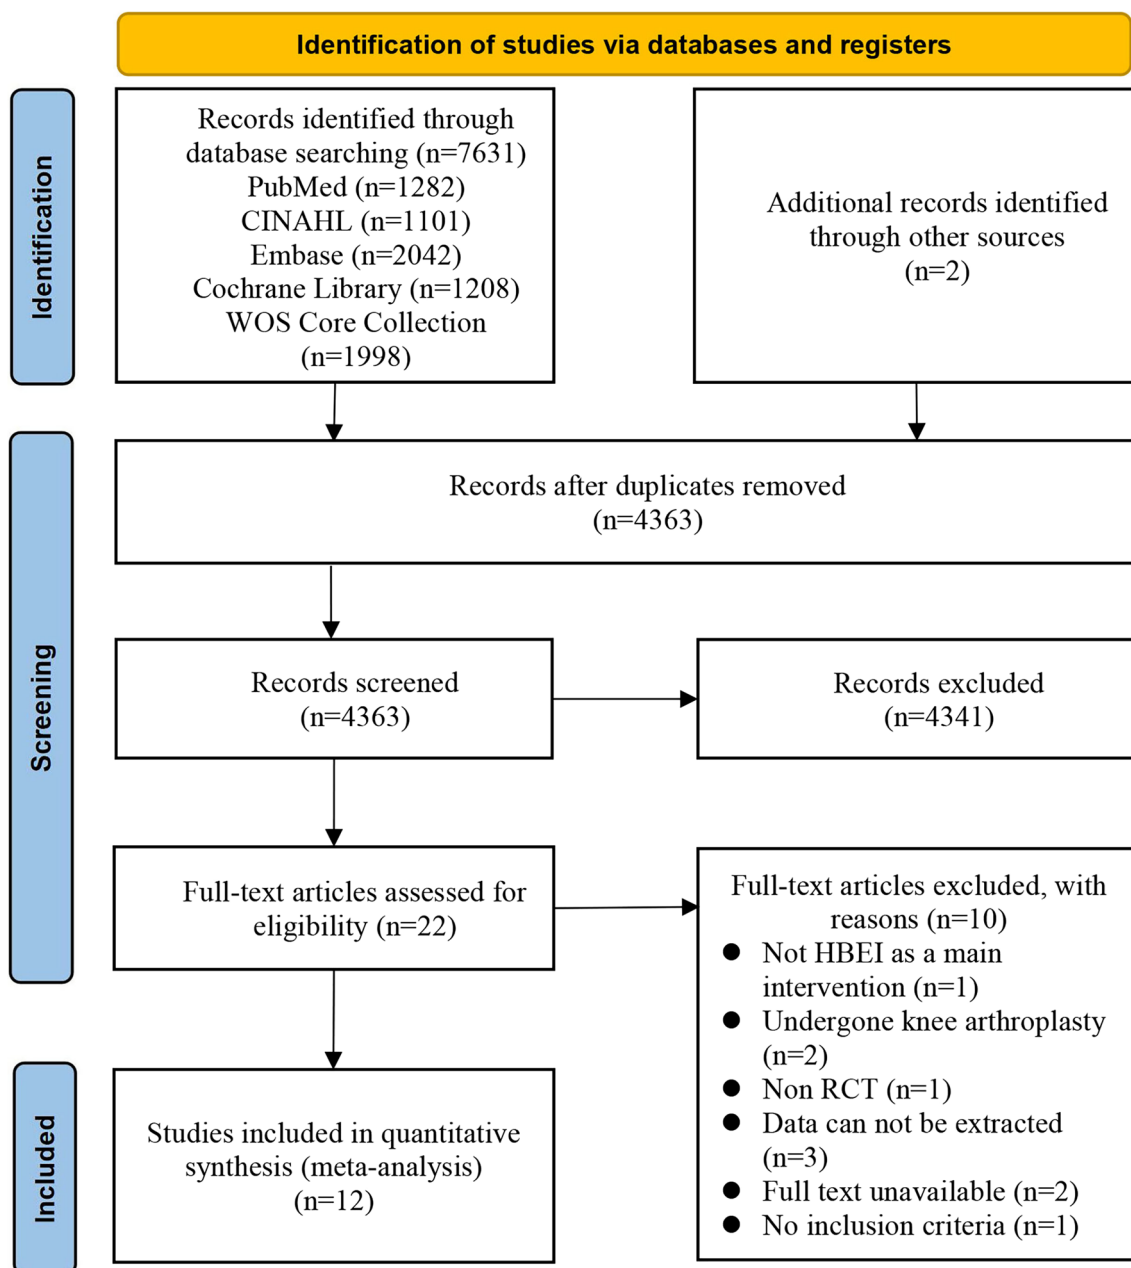 Identification of studies via databases and registers
Identification
Records identified through
database searching (n=7631)
PubMed (n=1282)
CINAHL (n=1101)
Embase (n=2042)
Cochrane Library (n=1208)
WOS Core Collection
(n=1998)
Additional records identified
through other sources
(n=2)
Screening
Records after duplicates removed
(n=4363)
Records screened
(n=4363)
Records excluded
(n=4341)
Full-text articles assessed for
eligibility (n=22)
Full-text articles excluded, with
reasons (n=10)
● Not HBEI as a main
intervention (n=1)
● Undergone knee arthroplasty
(n=2)
● Non RCT (n=1)
● Data can not be extracted
(n=3)
● Full text unavailable (n=2)
● No inclusion criteria (n=1)
Included
Studies included in quantitative
synthesis (meta-analysis)
(n=12)